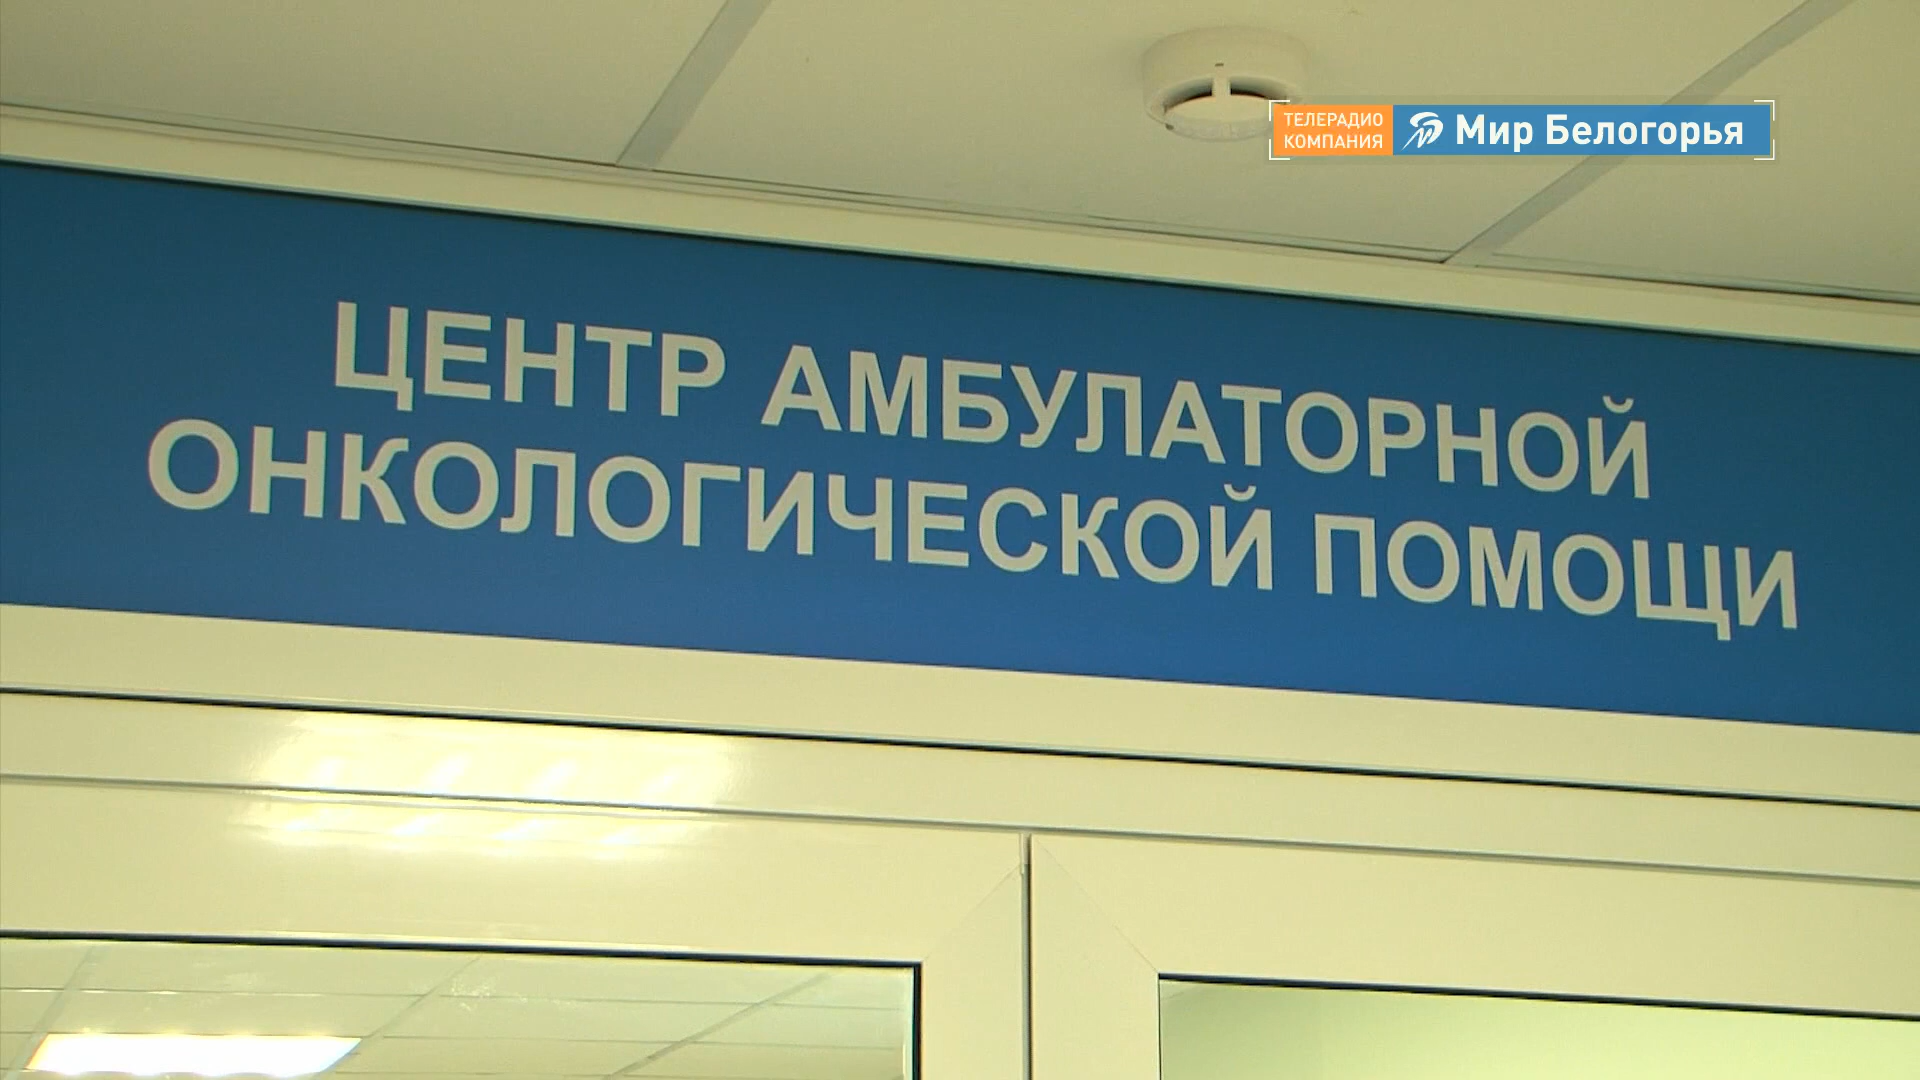 ТЕЛЕРАДИО
КОМПАНИЯ
Мир Белогорья
ЦЕНТР АМБУЛАТОРНОЙ
ОНКОЛОГИЧЕСКОЙ ПОМОЩИ